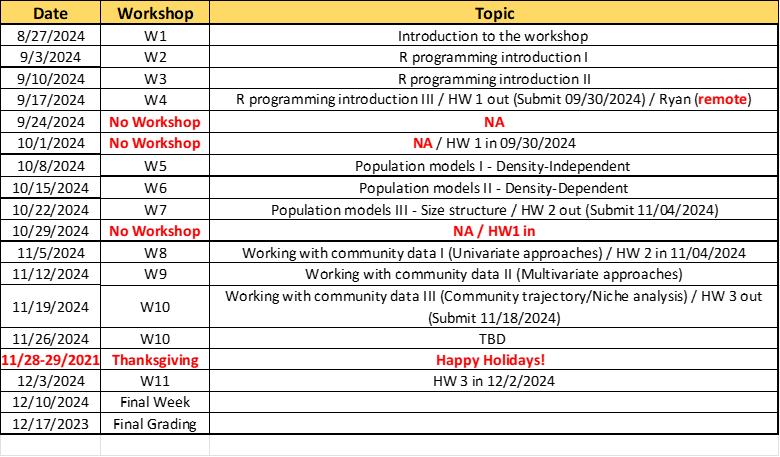 Date Workshop Topic
8/27/2024 W1 Introduction to the workshop
9/3/2024 W2 R programming introduction I
9/10/2024 W3 R programming introduction II
9/17/2024 W4 R programming introduction III / HW 1 out (Submit 09/30/2024) / Ryan (remote)
9/24/2024 No Workshop NA
10/1/2024 No Workshop NA / HW 1 in 09/30/2024
10/8/2024 W5 Population models I - Density-Independent
10/15/2024 W6 Population models II - Density-Dependent
10/22/2024 W7 Population models III - Size structure / HW 2 out (Submit 11/04/2024)
10/29/2024 No Workshop NA / HW1 in
11/5/2024 W8 Working with community data I (Univariate approaches) / HW 2 in 11/04/2024
11/12/2024 W9 Working with community data II (Multivariate approaches)
11/19/2024 W10 Working with community data III (Community trajectory/Niche analysis) / HW 3 out
(Submit 11/18/2024)
11/26/2024 W10 TBD
11/28-29/2021 Thanksgiving Happy Holidays!
12/3/2024 W11 HW 3 in 12/2/2024
12/10/2024 Final Week
12/17/2023 Final Grading